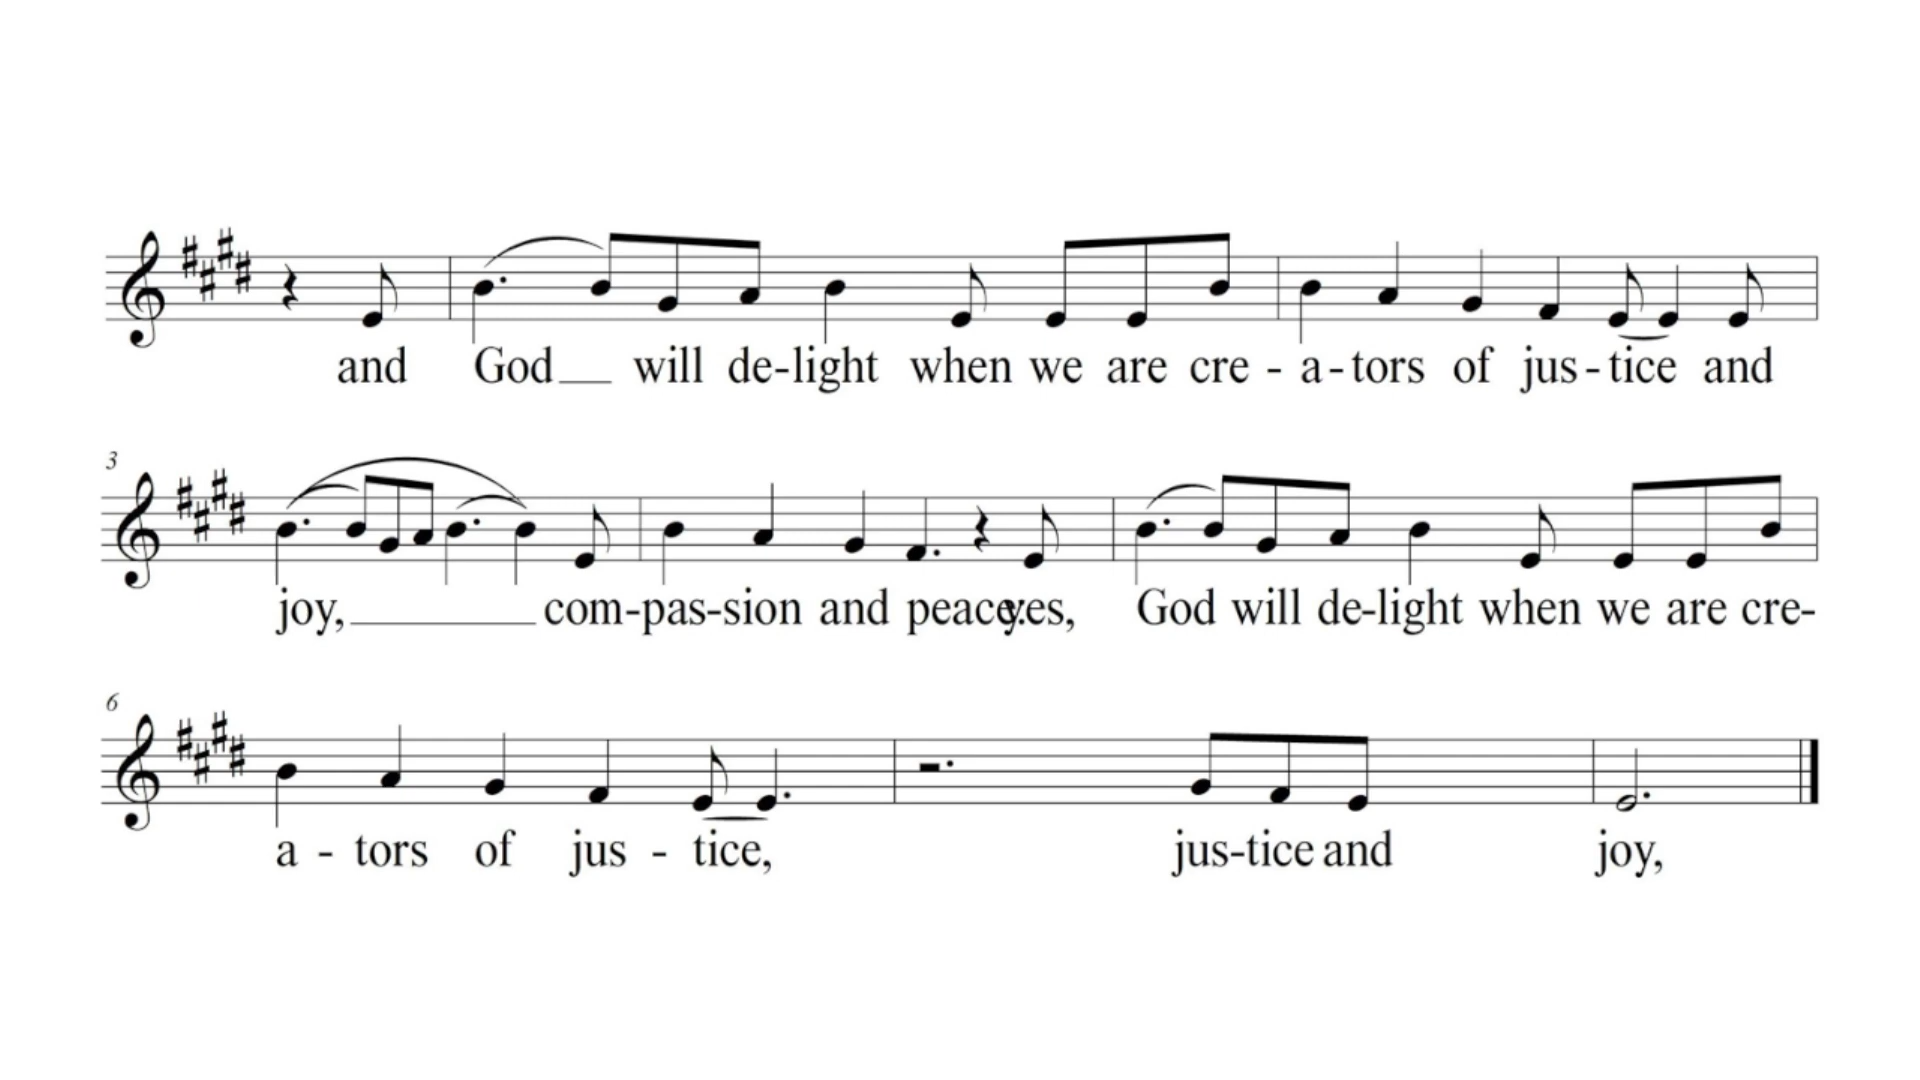 and God__ will de-light when we are cre - a - tors of jus - tice and
3
joy,________ com-pas-sion and peace. yes, God will de-light when we are cre-
6
a - tors of jus - tice, jus-tice and joy,